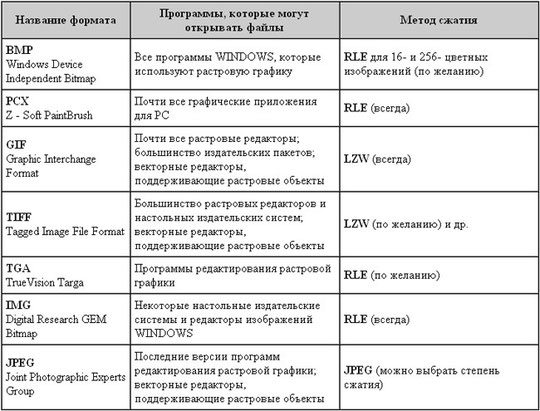 Название формата
Программы, которые могут
открывать файлы
Метод сжатия
BMP
Windows Device
Independent Bitmap
Все программы WINDOWS, которые
используют растровую графику
RLE для 16- и 256- цветных
изображений (по желанию)
PCX
Z - Soft PaintBrush
Почти все графические приложения
для PC
RLE (всегда)
GIF
Graphic Interchange
Format
Почти все растровые редакторы;
большинство издательских пакетов;
векторные редакторы,
поддерживающие растровые объекты
LZW (всегда)
TIFF
Tagged Image File Format
Большинство растровых редакторов и
настольных издательских систем;
векторные редакторы,
поддерживающие растровые объекты
LZW (по желанию) и др.
TGA
TrueVision Targa
Программы редактирования растровой
графики
RLE (по желанию)
IMG
Digital Research GEM
Bitmap
Некоторые настольные издательские
системы и редакторы изображений
WINDOWS
RLE (всегда)
JPEG
Joint Photographic Experts
Group
Последние версии программ
редактирования растровой графики;
векторные редакторы,
поддерживающие растровые объекты
JPEG (можно выбрать степень
сжатия)